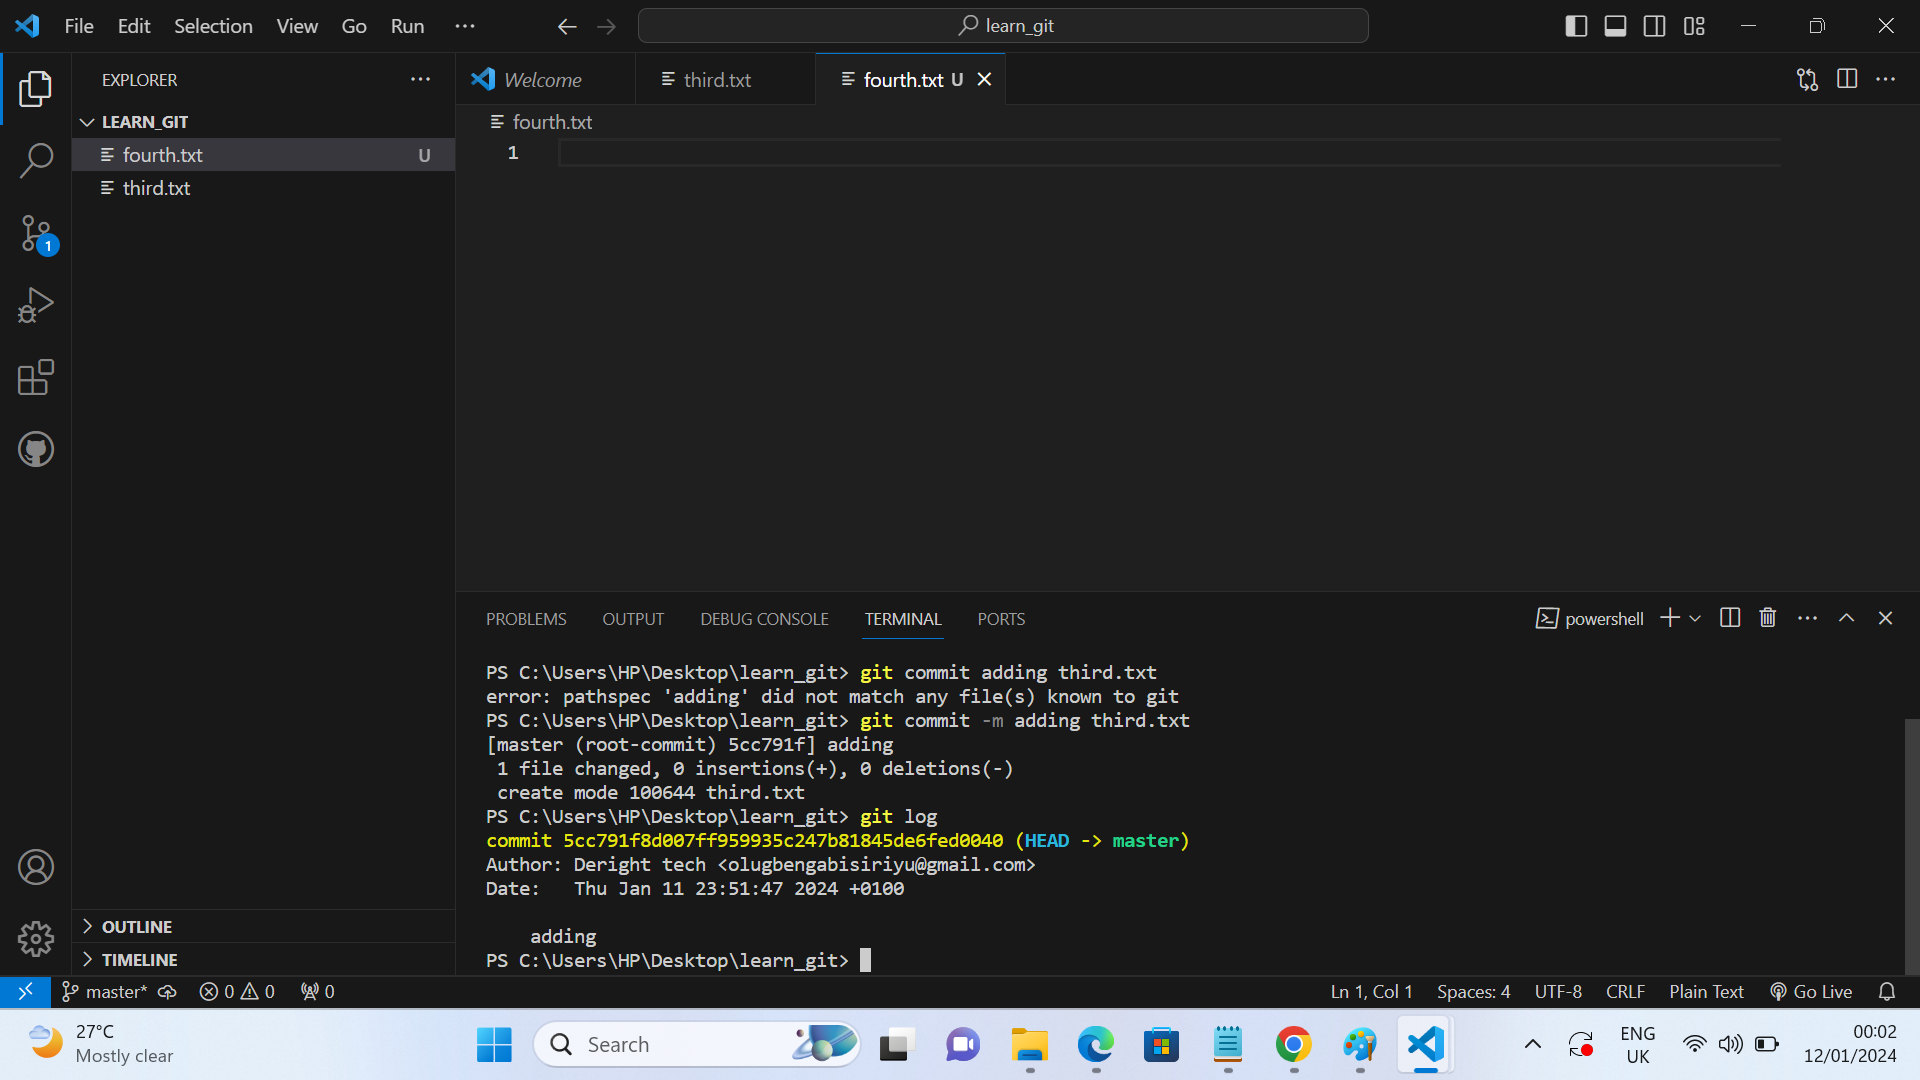 File Edit Selection View Go Run ···
learn_git
EXPLORER
Welcome
third.txt
fourth.txt U
LEARN_GIT
fourth.txt U
third.txt
fourth.txt
1
1
PROBLEMS OUTPUT DEBUG CONSOLE TERMINAL PORTS
powershell
PS C:\Users\HP\Desktop\learn_git> git commit adding third.txt
error: pathspec 'adding' did not match any file(s) known to git
PS C:\Users\HP\Desktop\learn_git> git commit -m adding third.txt
[master (root-commit) 5cc791f] adding
1 file changed, 0 insertions(+), 0 deletions(-)
create mode 100644 third.txt
PS C:\Users\HP\Desktop\learn_git> git log
commit 5cc791f8d007ff959935c247b81845de6fed0040 (HEAD -> master)
Author: Deright tech <olugbengabisiriyu@gmail.com>
Date:   Thu Jan 11 23:51:47 2024 +0100
adding
PS C:\Users\HP\Desktop\learn_git>
OUTLINE
TIMELINE
master* 0 0 0 Ln 1, Col 1 Spaces: 4 UTF-8 CRLF Plain Text Go Live
27°C
Mostly clear
Search
ENG
UK
00:02
12/01/2024